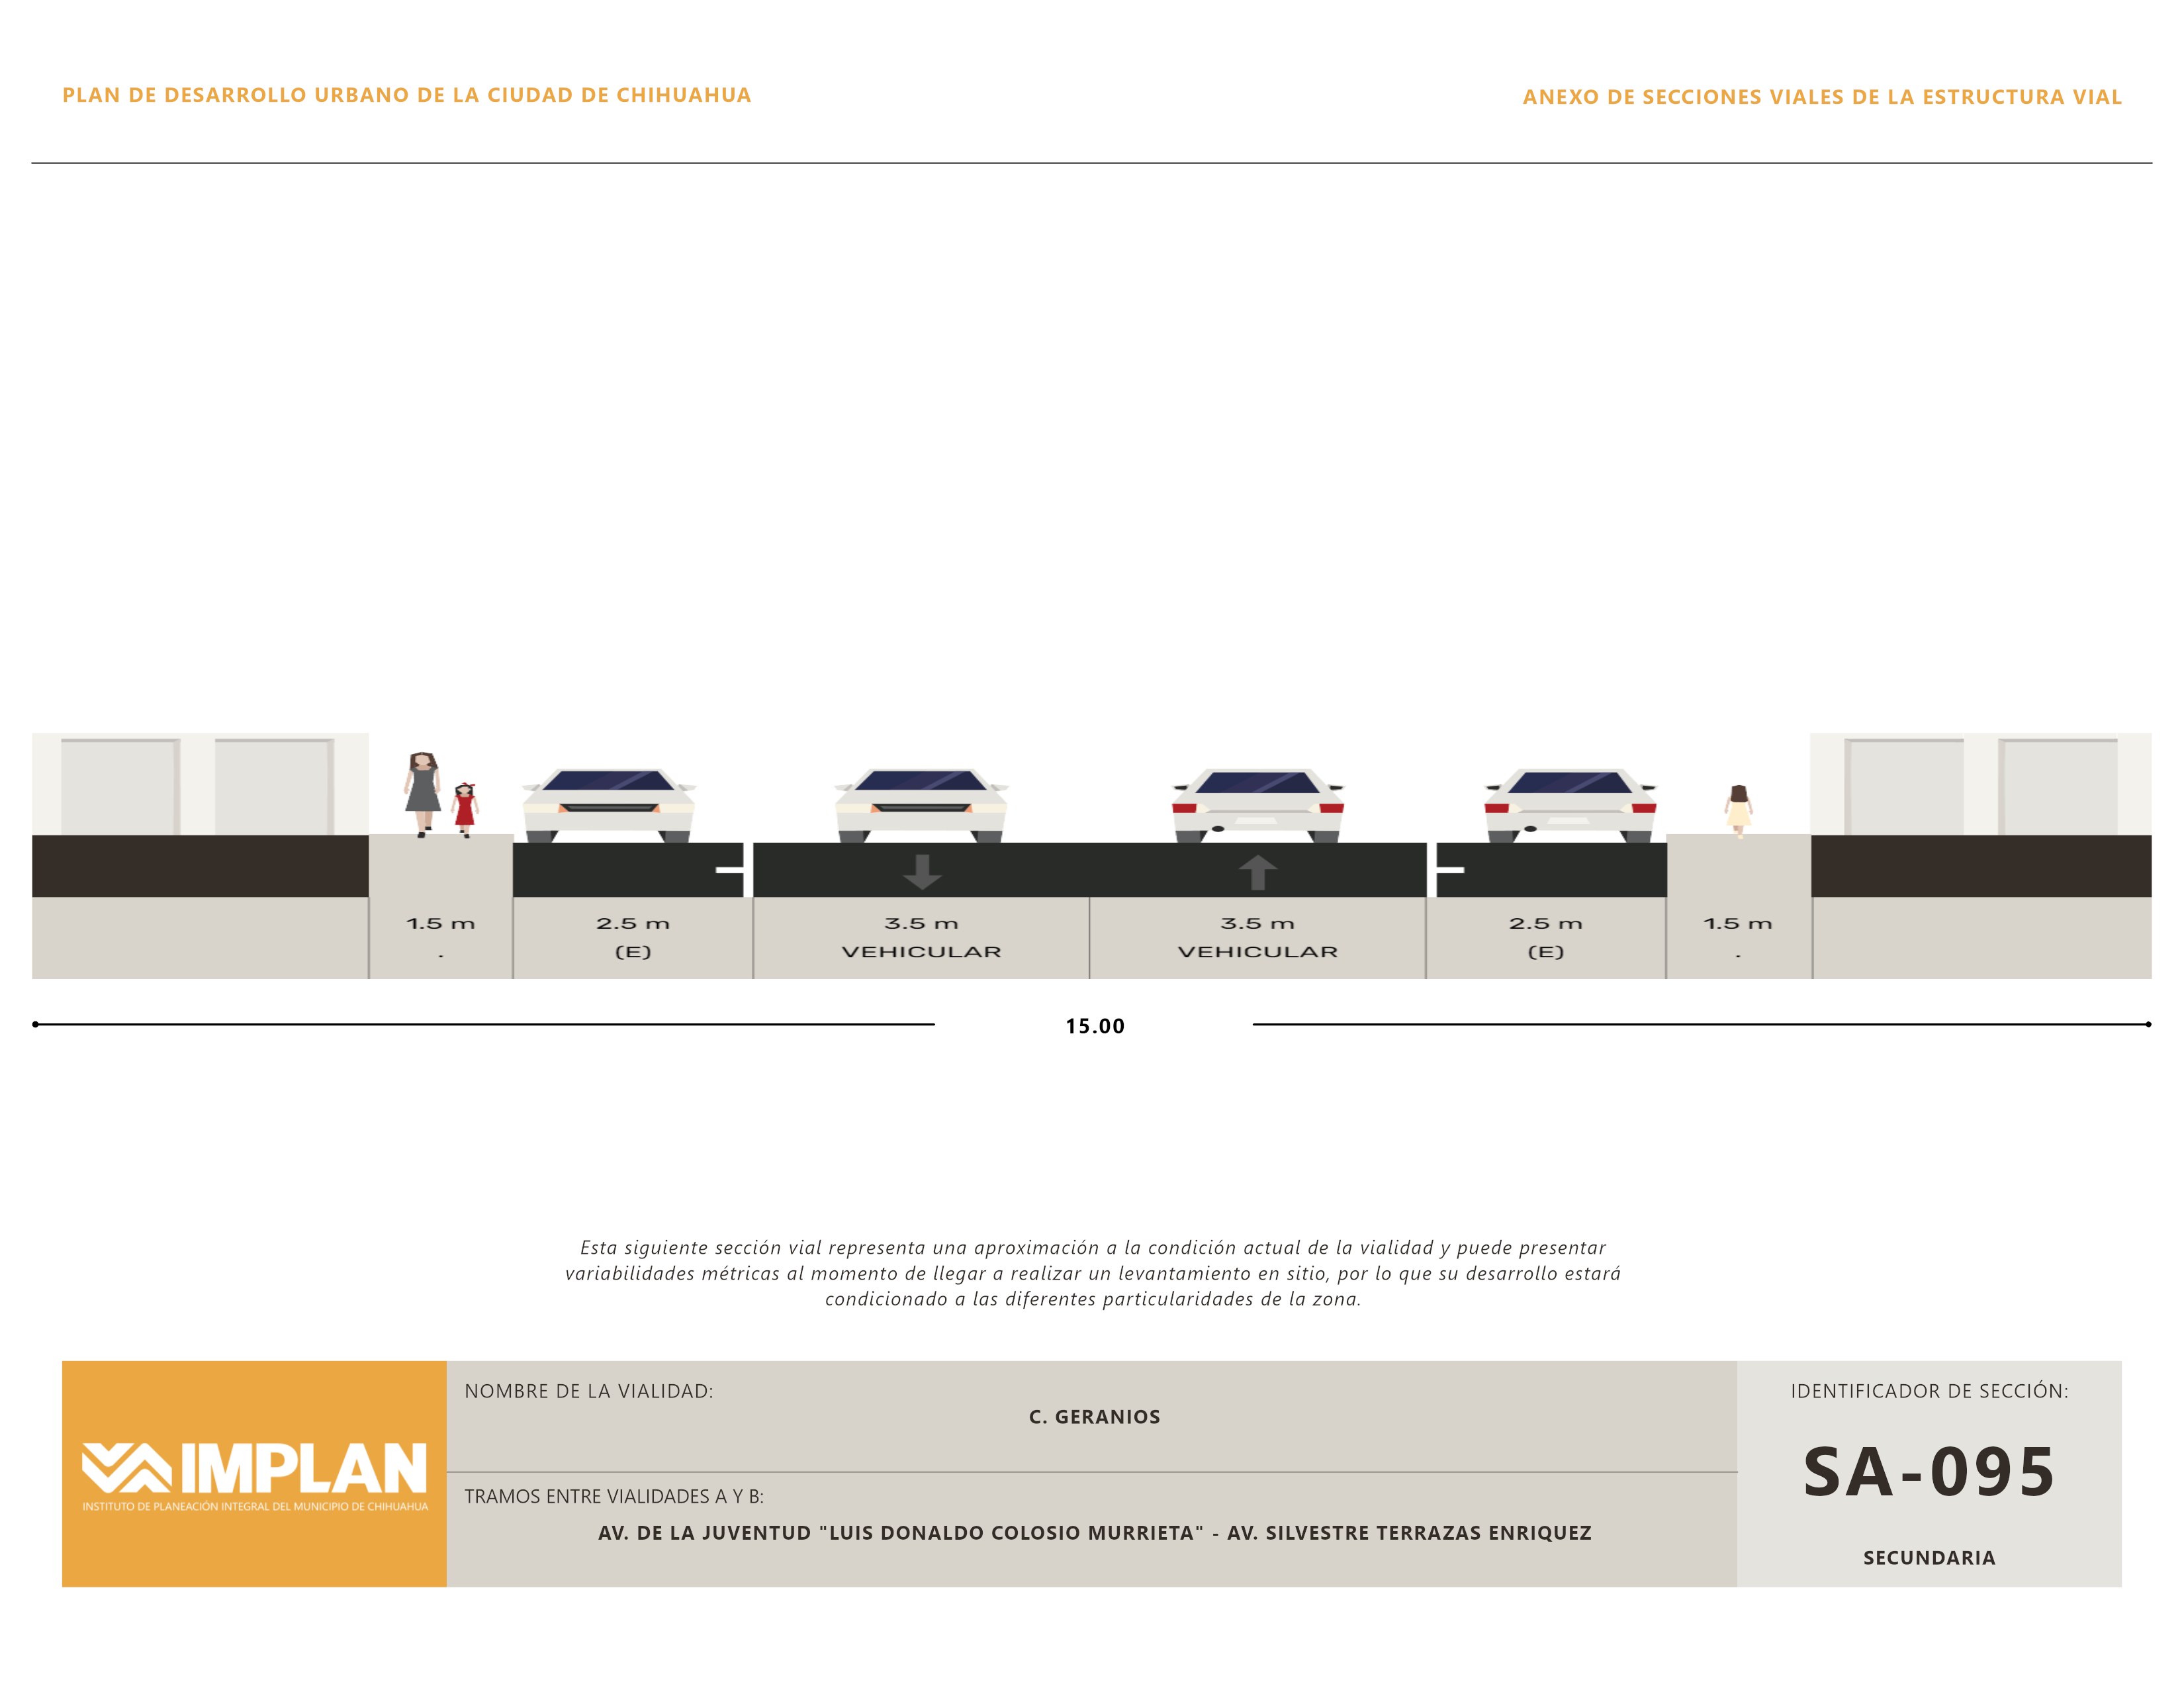 PLAN DE DESARROLLO URBANO DE LA CIUDAD DE CHIHUAHUA
ANEXO DE SECCIONES VIALES DE LA ESTRUCTURA VIAL
1.5 m
.
2.5 m
(E)
3.5 m
VEHICULAR
3.5 m
VEHICULAR
2.5 m
(E)
1.5 m
.
15.00
Esta siguiente sección vial representa una aproximación a la condición actual de la vialidad y puede presentar
variabilidades métricas al momento de llegar a realizar un levantamiento en sitio, por lo que su desarrollo estará
condicionado a las diferentes particularidades de la zona.
IMPLAN
INSTITUTO DE PLANEACIÓN INTEGRAL DEL MUNICIPIO DE CHIHUAHUA
NOMBRE DE LA VIALIDAD:
C. GERANIOS
TRAMOS ENTRE VIALIDADES A Y B:
AV. DE LA JUVENTUD "LUIS DONALDO COLOSIO MURRIETA" - AV. SILVESTRE TERRAZAS ENRIQUEZ
IDENTIFICADOR DE SECCIÓN:
SA-095
SECUNDARIA